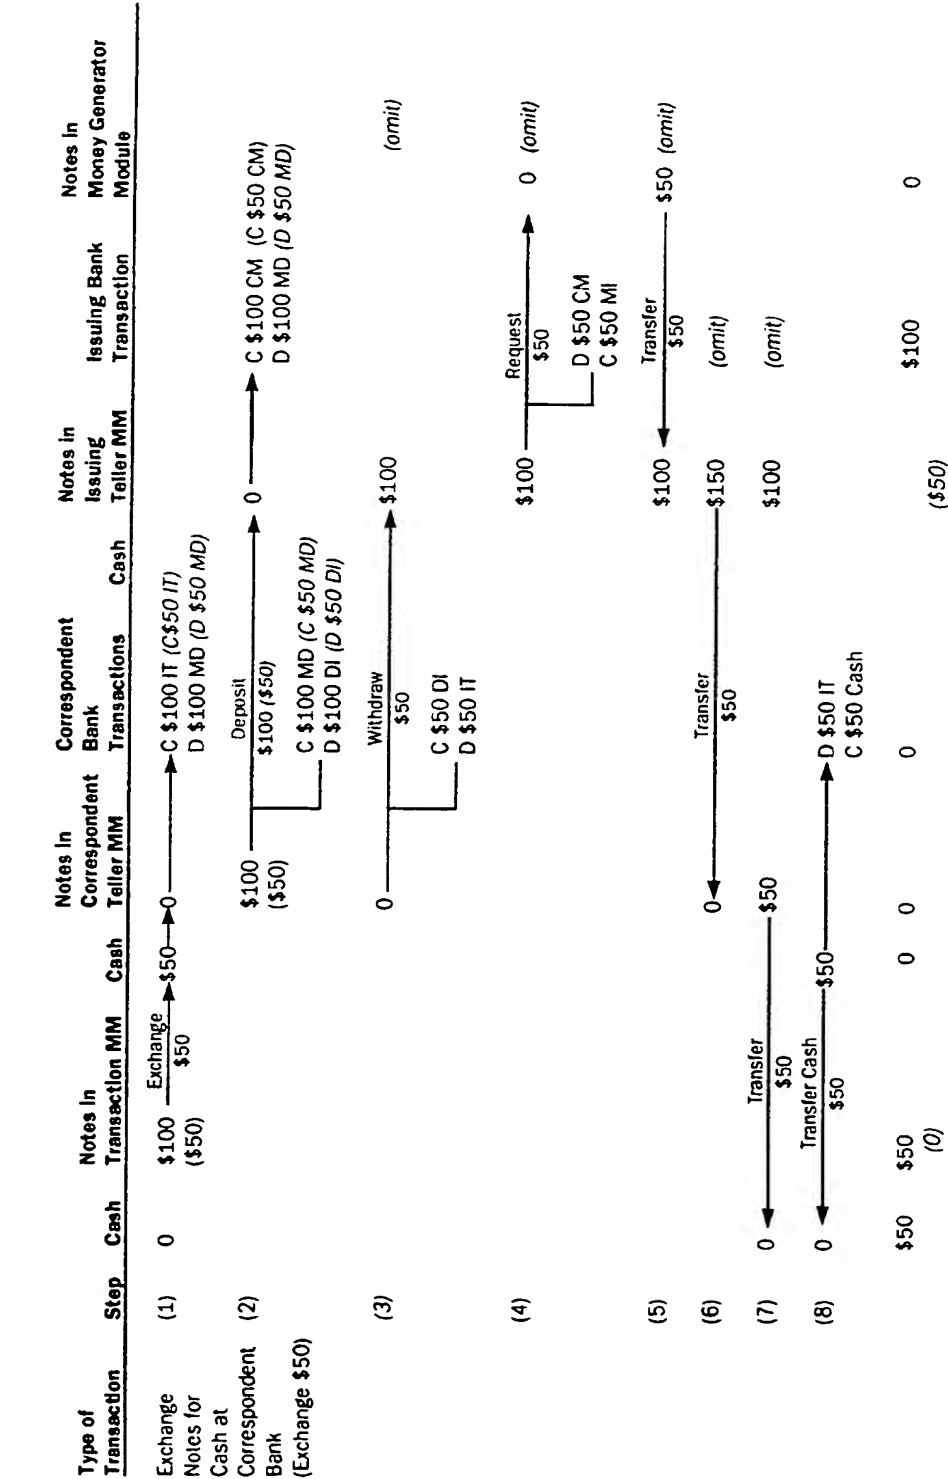 Type of
Transaction
Step
Cash
Notes in
Transaction MM
Cash
Notes in
Correspondent
Teller MM
Correspondent
Bank
Transactions
Cash
Notes in
Issuing
Teller MM
Issuing Bank
Transaction
Notes in
Money Generator
Module
Exchange
Notes for
Cash at
Correspondent
Bank
(Exchange $50)
(1)
0
$100
($50)
Exchange
$50
$50
0
C $100 IT (C$50 IT)
D $100 MD (D $50 MD)
(2)
$100
($50)
Deposit
$100 ($50)
C $100 MD (C $50 MD)
D $100 DI (D $50 DI)
0
C $100 CM (C $50 CM)
D $100 MD (D $50 MD)
(3)
0
Withdraw
$50
C $50 DI
D $50 IT
$100
(omit)
(4)
$100
Request
$50
D $50 CM
C $50 MI
0 (omit)
(5)
$100
Transfer
$50
$50 (omit)
(6)
0
Transfer
$50
$150
(omit)
(7)
0
Transfer
$50
$50
$100
(omit)
(8)
0
Transfer Cash
$50
$50
D $50 IT
C $50 Cash
$50
$50
(0)
0
0
0
($50)
$100
0